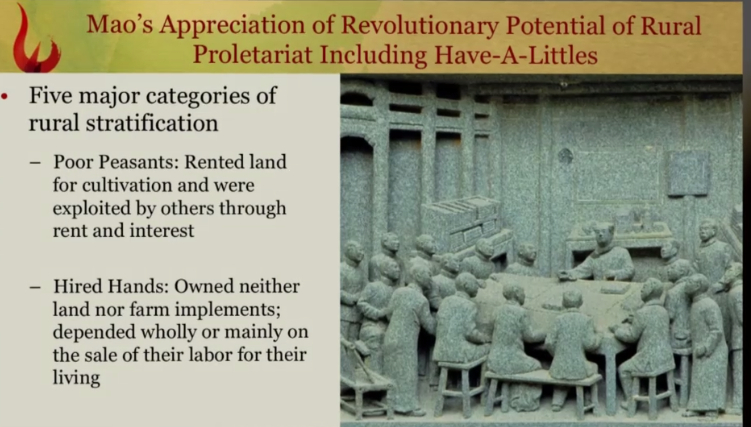 Mao's Appreciation of Revolutionary Potential of Rural
Proletariat Including Have-A-Littles
• Five major categories of
rural stratification
– Poor Peasants: Rented land
for cultivation and were
exploited by others through
rent and interest
– Hired Hands: Owned neither
land nor farm implements;
depended wholly or mainly on
the sale of their labor for their
living